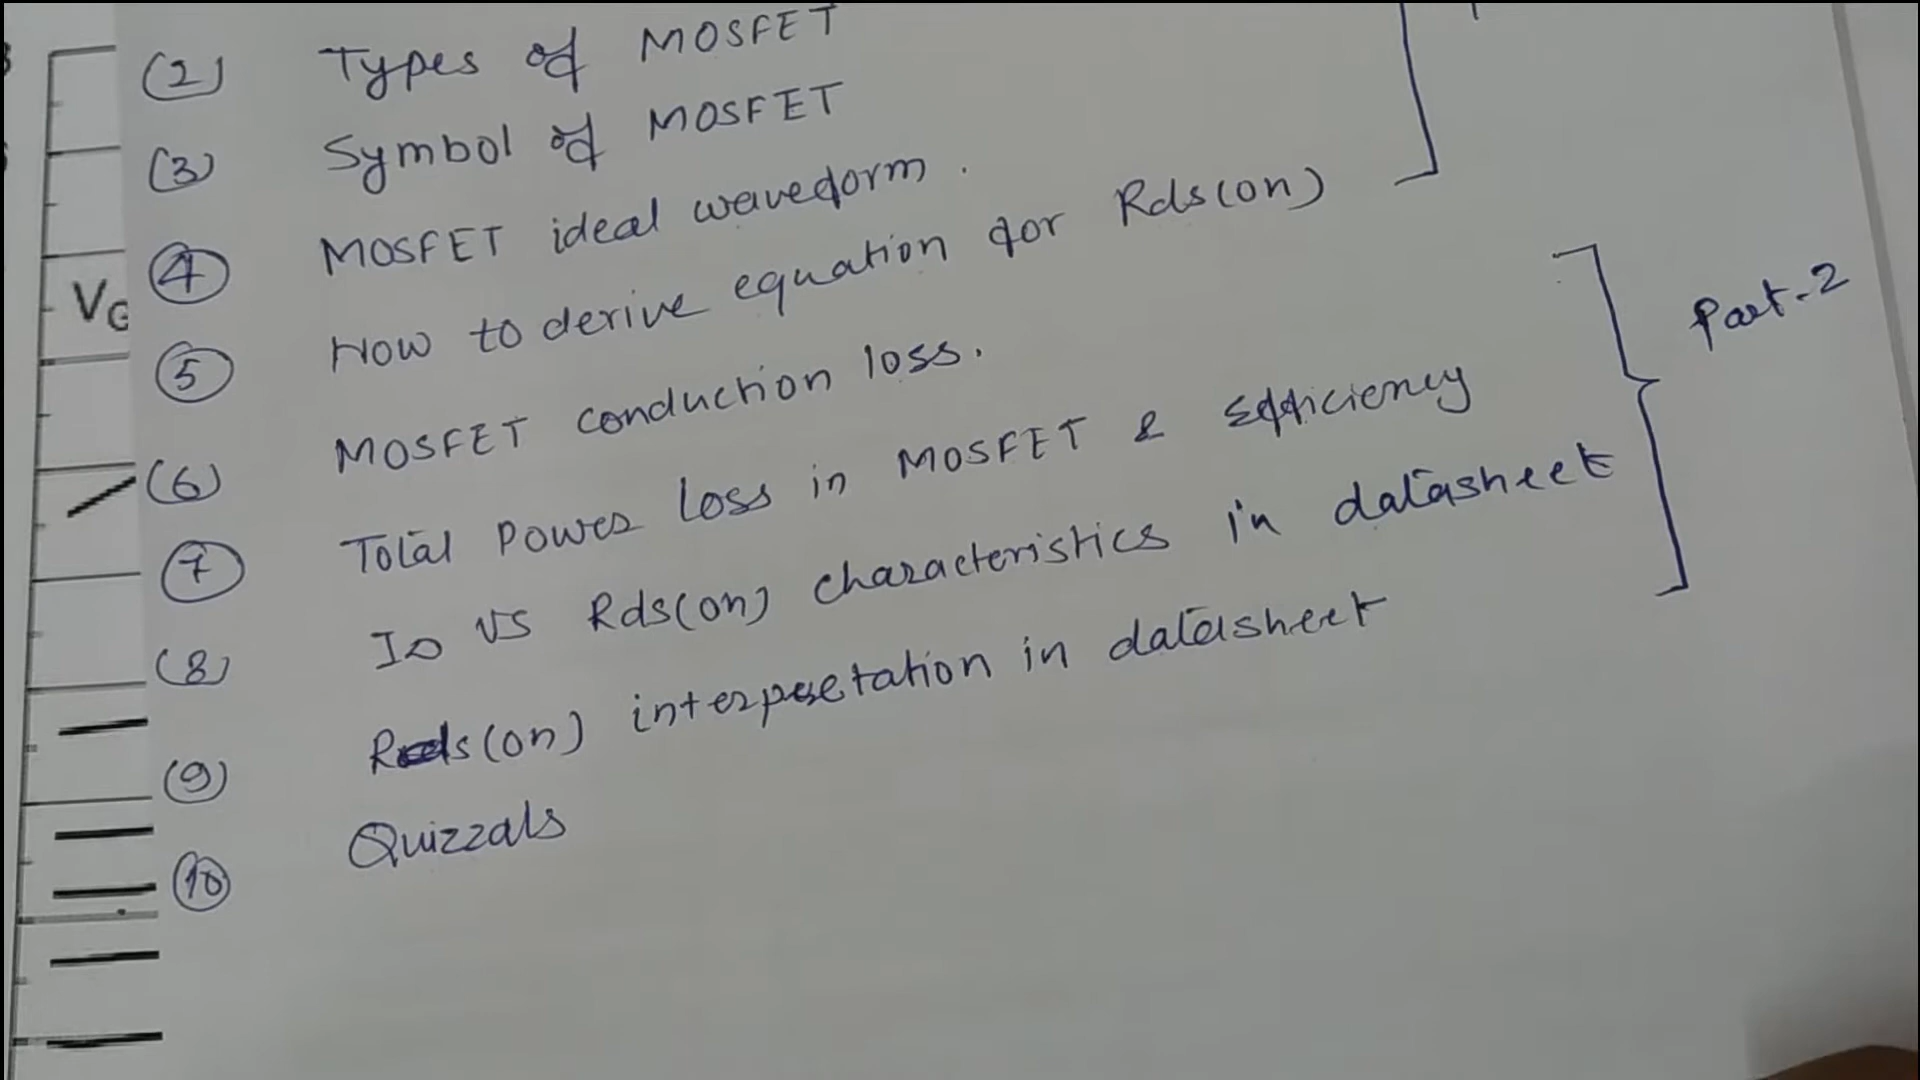 (2) Types of MOSFET
(3) Symbol of MOSFET
(4) MOSFET ideal waveform.
(5) How to derive equation for Rds(on)
(6) MOSFET conduction loss.
(7) Total Power Loss in MOSFET & Efficiency
(8) ID VS Rds(on) characteristics in datasheet
(9) Rds(on) interpretation in datasheet
(10) Quizzals
Part-2
VG